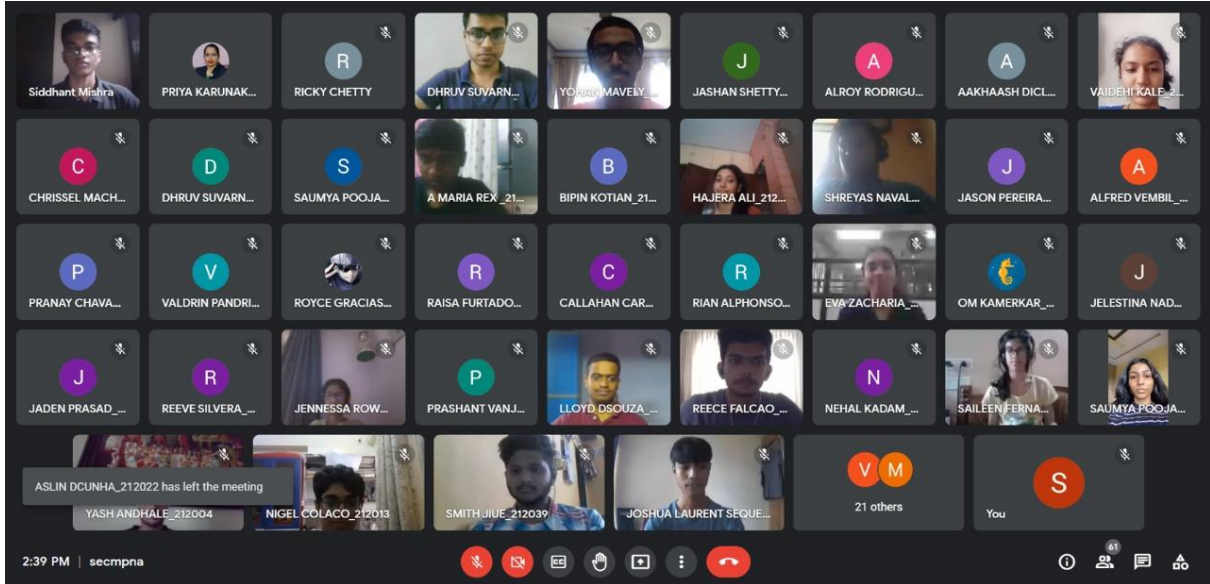 Siddhant Mishra
PRIYA KARUNAK...
R
RICKY CHETTY
DHRUV SUVARN...
YOHAN MAVELY_...
J
JASHAN SHETTY...
A
ALROY RODRIGU...
A
AAKHAASH DICL...
VAIDEHI KALE_2...
C
CHRISSEL MACH...
D
DHRUV SUVARN...
S
SAUMYA POOJA...
A MARIA REX _21...
B
BIPIN KOTIAN_21...
HAJERA ALI_212...
SHREYAS NAVAL...
J
JASON PEREIRA...
A
ALFRED VEMBIL_...
P
PRANAY CHAVA...
V
VALDRIN PANDRI...
ROYCE GRACIAS...
R
RAISA FURTADO...
C
CALLAHAN CAR...
R
RIAN ALPHONSO...
EVA ZACHARIA_...
OM KAMERKAR_...
J
JELESTINA NAD...
J
JADEN PRASAD_...
R
REEVE SILVERA_...
JENNESSA ROW...
P
PRASHANT VANJ...
LLOYD DSOUZA_...
REECE FALCAO_...
N
NEHAL KADAM_...
SAILEEN FERNA...
SAUMYA POOJA...
ASLIN DCUNHA_212022 has left the meeting
YASH ANDHALE_212004
NIGEL COLACO_212013
SMITH JIUE_212039
JOSHUA LAURENT SEQUE...
V M
21 others
S
You
2:39 PM | secmpna
CC
61